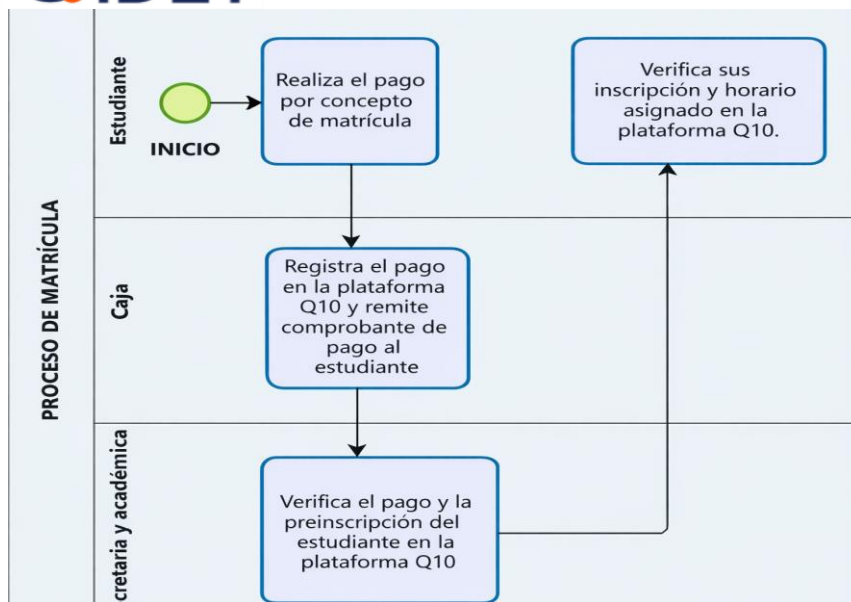 PROCESO DE MATRÍCULA
Estudiante
INICIO
Realiza el pago
por concepto
de matrícula
Verifica sus
inscripción y horario
asignado en la
plataforma Q10.
Caja
Registra el pago
en la plataforma
Q10 y remite
comprobante de
pago al
estudiante
cretaria y académica
Verifica el pago y la
preinscripción del
estudiante en la
plataforma Q10